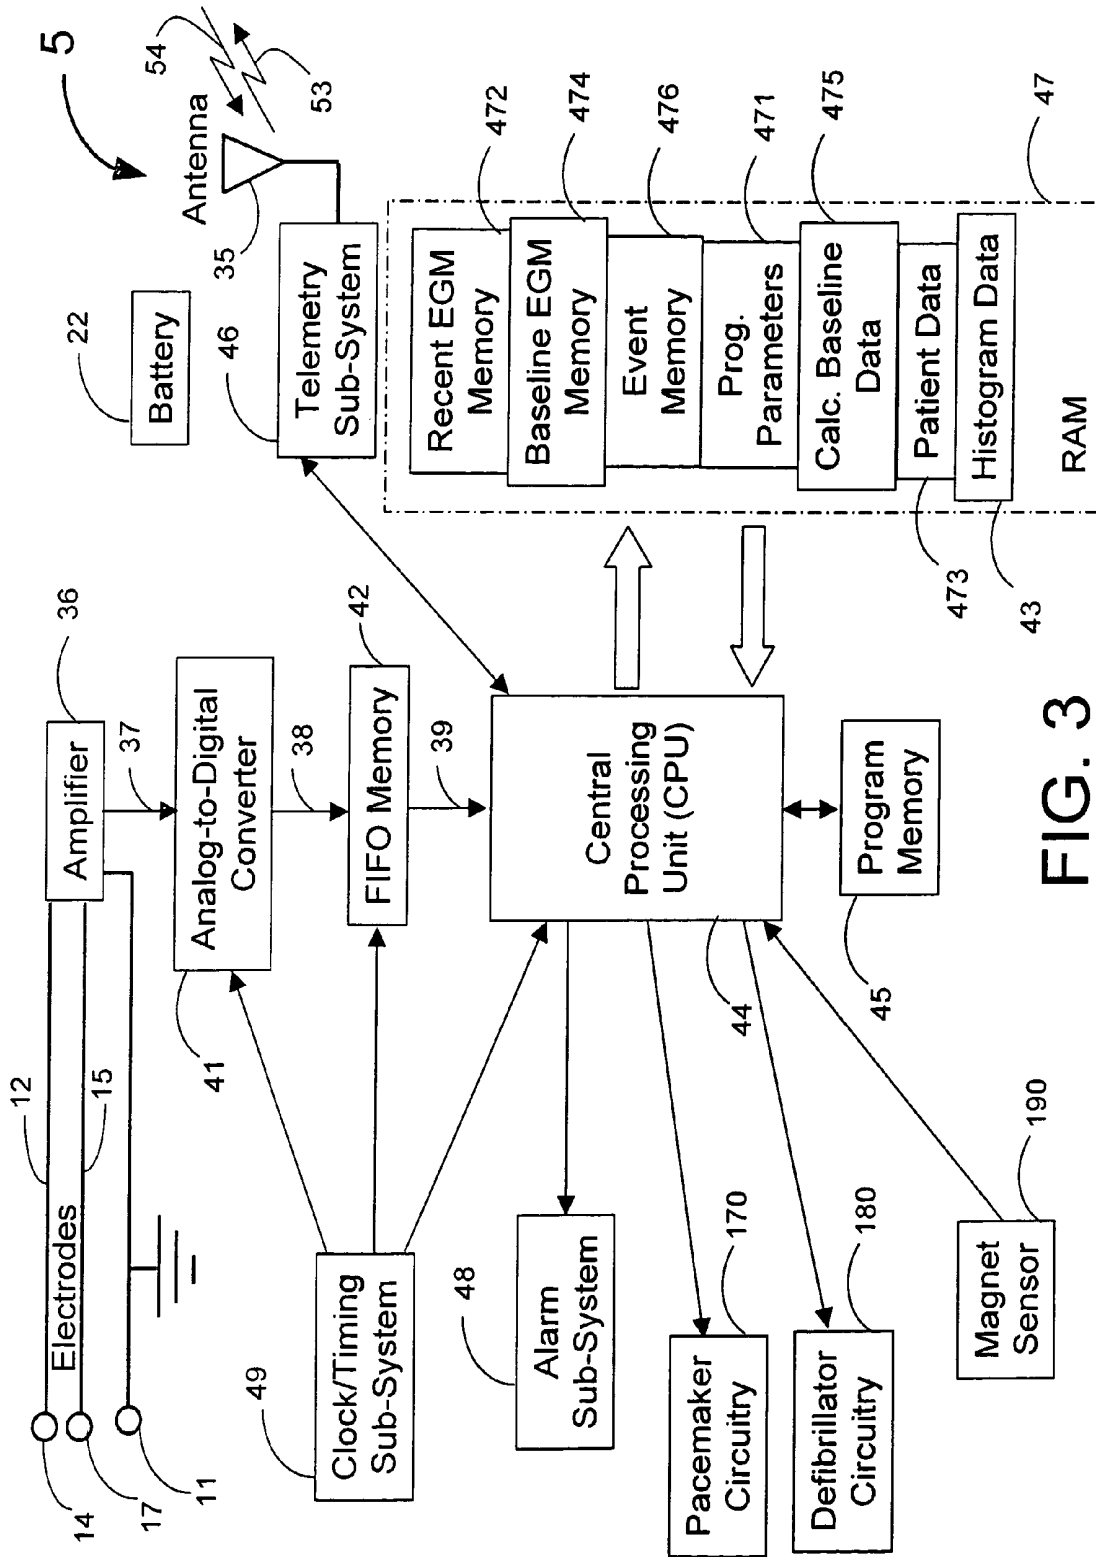 5
54
53
Antenna
35
Battery
22
Telemetry
Sub-System
46
Electrodes
14
17
11
12
15
Amplifier
36
37
Analog-to-Digital
Converter
41
38
FIFO Memory
42
39
Clock/Timing
Sub-System
49
Central
Processing
Unit (CPU)
44
Alarm
Sub-System
48
Pacemaker
Circuitry
170
Defibrillator
Circuitry
180
Magnet
Sensor
190
Program
Memory
45
Recent EGM
Memory
472
Baseline EGM
Memory
474
Event
Memory
476
Prog.
Parameters
471
Calc. Baseline
Data
475
Patient Data
473
Histogram Data
43
RAM
47
FIG. 3